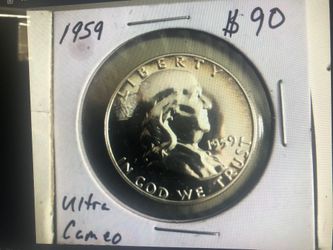 1959 $90
LIBERTY
1959
IN GOD WE TRUST
Ultra
Cameo